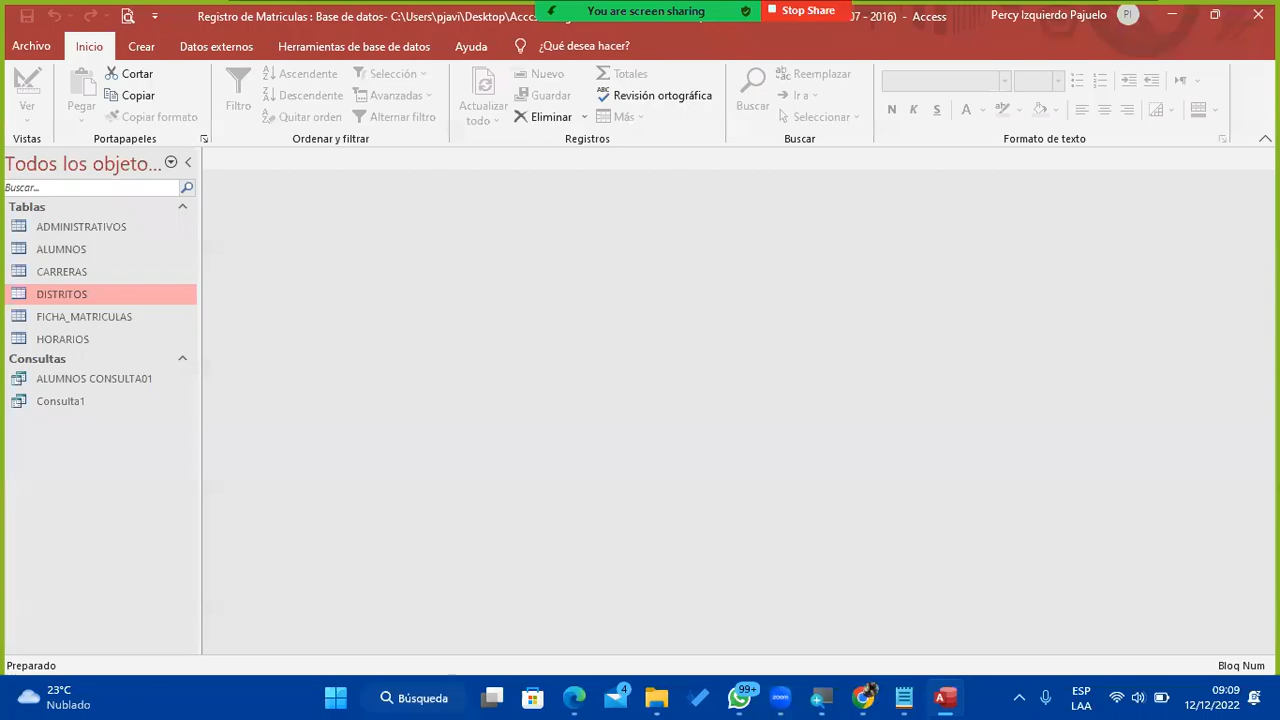 Registro de Matriculas : Base de datos- C:\Users\pjavi\Desktop\Acces
You are screen sharing
Stop Share
07 - 2016) - Access
Percy Izquierdo Pajuelo
PI
Archivo
Inicio
Crear
Datos externos
Herramientas de base de datos
Ayuda
¿Qué desea hacer?
Ver
Vistas
Pegar
Cortar
Copiar
Copiar formato
Portapapeles
Filtro
Ascendente
Descendente
Quitar orden
Selección
Avanzadas
Alternar filtro
Ordenar y filtrar
Actualizar
todo
Nuevo
Guardar
Eliminar
Totales
Revisión ortográfica
Más
Registros
Buscar
Reemplazar
Ir a
Seleccionar
Buscar
N K S A
Formato de texto
Todos los objeto...
Buscar...
Tablas
ADMINISTRATIVOS
ALUMNOS
CARRERAS
DISTRITOS
FICHA_MATRICULAS
HORARIOS
Consultas
ALUMNOS CONSULTA01
Consulta1
Preparado
Bloq Num
23°C
Nublado
Búsqueda
4
99+
ESP
LAA
09:09
12/12/2022